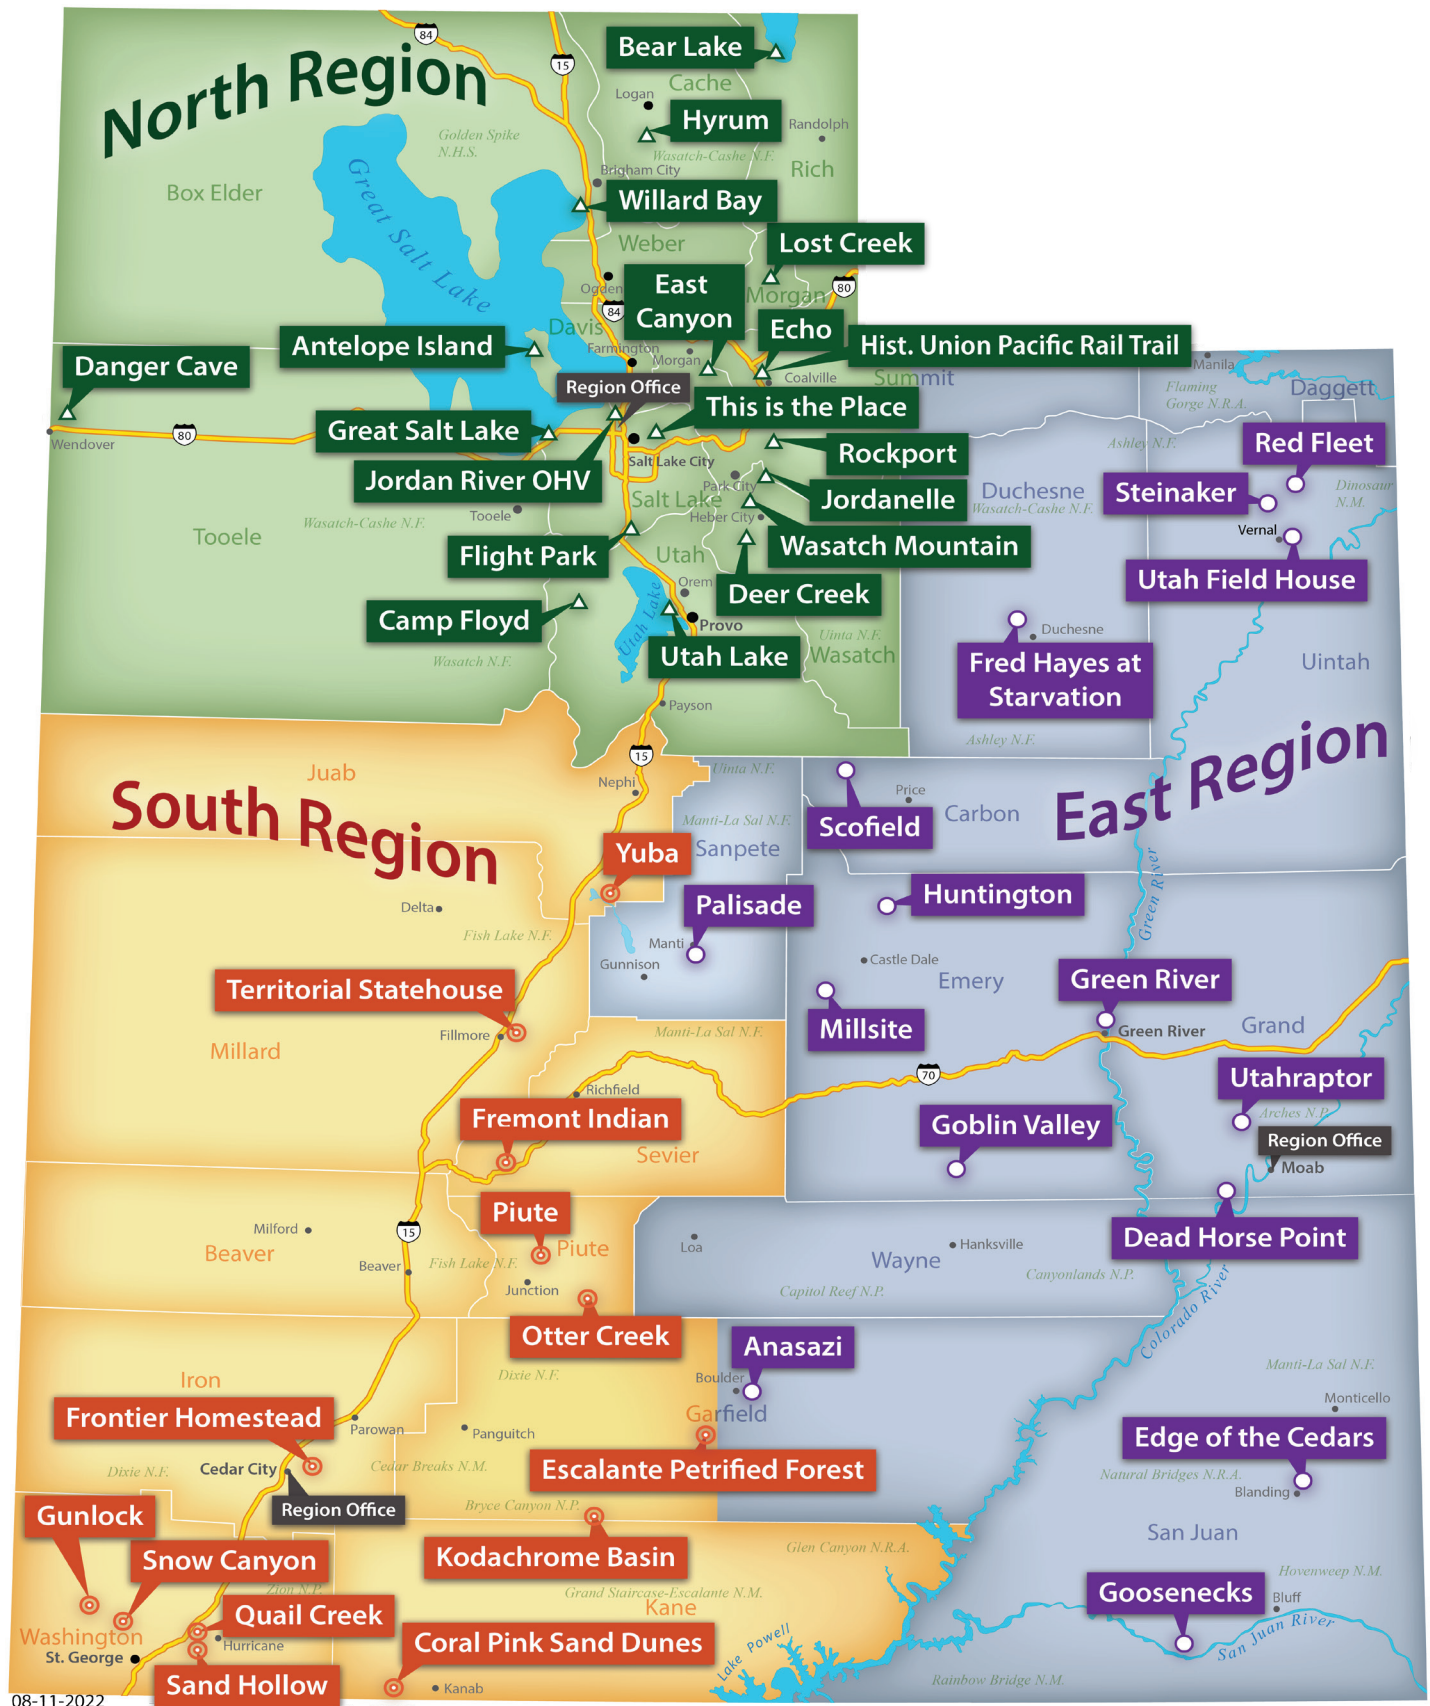 North Region
84
15
Bear Lake
Cache
Logan
Hyrum
Randolph
Golden Spike
N.H.S.
Wasatch-Cashe N.F.
Rich
Brigham City
Box Elder
Great Salt Lake
Willard Bay
Weber
Lost Creek
Ogden
84
East
Canyon
Morgan
80
Davis
Echo
Antelope Island
Farmington
Morgan
Hist. Union Pacific Rail Trail
Danger Cave
Region Office
Coalville
Summit
Manila
Flaming
Gorge N.R.A.
Daggett
This is the Place
Great Salt Lake
80
Wendover
Salt Lake City
Rockport
Ashley N.F.
Red Fleet
Jordan River OHV
Park City
Jordanelle
Duchesne
Wasatch-Cashe N.F.
Steinaker
Dinosaur
N.M.
Salt Lake
Heber City
Tooele
Wasatch-Cashe N.F.
Tooele
Vernal
Flight Park
Utah
Wasatch Mountain
Utah Field House
Orem
Deer Creek
Camp Floyd
Utah Lake
Provo
Duchesne
Uinta N.F.
Wasatch
Wasatch N.F.
Utah Lake
Fred Hayes at
Starvation
Uintah
Payson
Ashley N.F.
East Region
15
Juab
Nephi
Uinta N.F.
South Region
Price
Carbon
Scofield
Manti-La Sal N.F.
Sanpete
Yuba
Green River
Huntington
Palisade
Delta
Fish Lake N.F.
Manti
Gunnison
Castle Dale
Emery
Green River
Territorial Statehouse
Millsite
Green River
Grand
Fillmore
Manti-La Sal N.F.
Millard
70
Utahraptor
Richfield
Fremont Indian
Goblin Valley
Arches N.P.
Region Office
Sevier
Moab
Piute
Dead Horse Point
Milford
15
Beaver
Piute
Loa
Wayne
Hanksville
Beaver
Fish Lake N.F.
Junction
Canyonlands N.P.
Capitol Reef N.P.
Colorado River
Otter Creek
Anasazi
Dixie N.F.
Boulder
Manti-La Sal N.F.
Iron
Monticello
Frontier Homestead
Garfield
Parowan
Panguitch
Edge of the Cedars
Cedar City
Dixie N.F.
Cedar Breaks N.M.
Escalante Petrified Forest
Natural Bridges N.R.A.
Blanding
Region Office
Bryce Canyon N.P.
Gunlock
San Juan
Snow Canyon
Kodachrome Basin
Glen Canyon N.R.A.
Hovenweep N.M.
Zion N.P.
Grand Staircase-Escalante N.M.
Goosenecks
Bluff
Kane
Quail Creek
Washington
Hurricane
Coral Pink Sand Dunes
San Juan River
St. George
Lake Powell
Sand Hollow
Kanab
Rainbow Bridge N.M.
08-11-2022